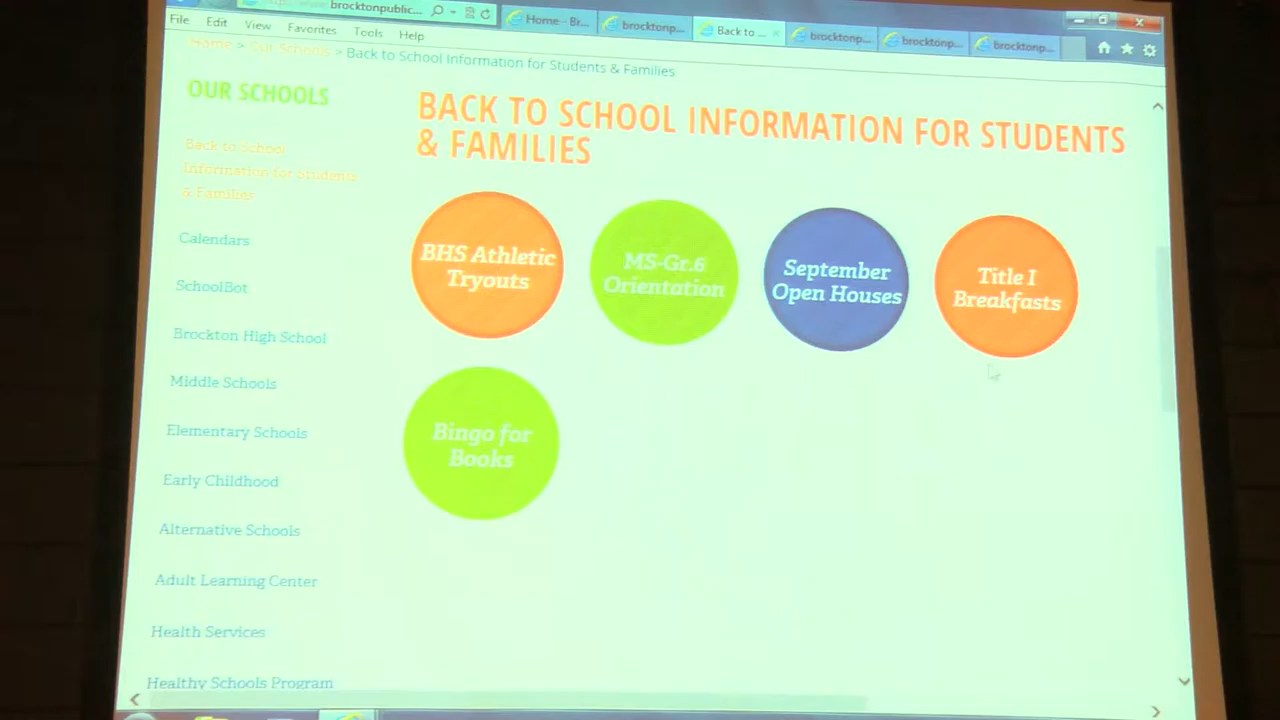 www.brocktonpublic...
Home - Br...
brocktonp...
Back to ...
brocktonp...
brocktonp...
brocktonp...
File Edit View Favorites Tools Help
Home > Our Schools > Back to School Information for Students & Families
OUR SCHOOLS
Back to School
Information for Students
& Families
Calendars
SchoolBot
Brockton High School
Middle Schools
Elementary Schools
Early Childhood
Alternative Schools
Adult Learning Center
Health Services
Healthy Schools Program
BACK TO SCHOOL INFORMATION FOR STUDENTS
& FAMILIES
BHS Athletic
Tryouts
MS-Gr.6
Orientation
September
Open Houses
Title I
Breakfasts
Bingo for
Books